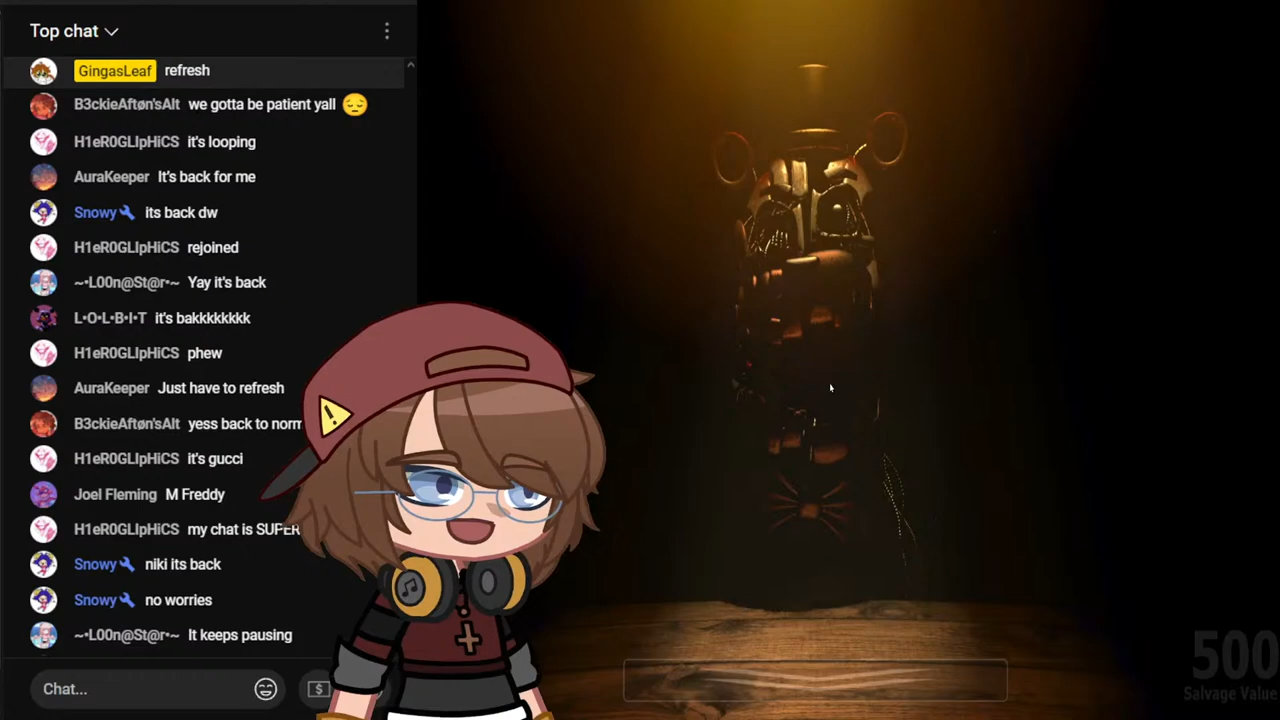 Top chat
GingasLeaf refresh
B3ckieAftøn'sAlt we gotta be patient yall 😔
H1eR0GLIpHiCS it's looping
AuraKeeper It's back for me
Snowy its back dw
H1eR0GLIpHiCS rejoined
~•L00n@St@r•~ Yay it's back
L•O•L•B•I•T it's bakkkkkkkk
H1eR0GLIpHiCS phew
AuraKeeper Just have to refresh
B3ckieAftøn'sAlt yess back to norm
H1eR0GLIpHiCS it's gucci
Joel Fleming M Freddy
H1eR0GLIpHiCS my chat is SUPER
Snowy niki its back
Snowy no worries
~•L00n@St@r•~ It keeps pausing
Chat...
500
Salvage Value